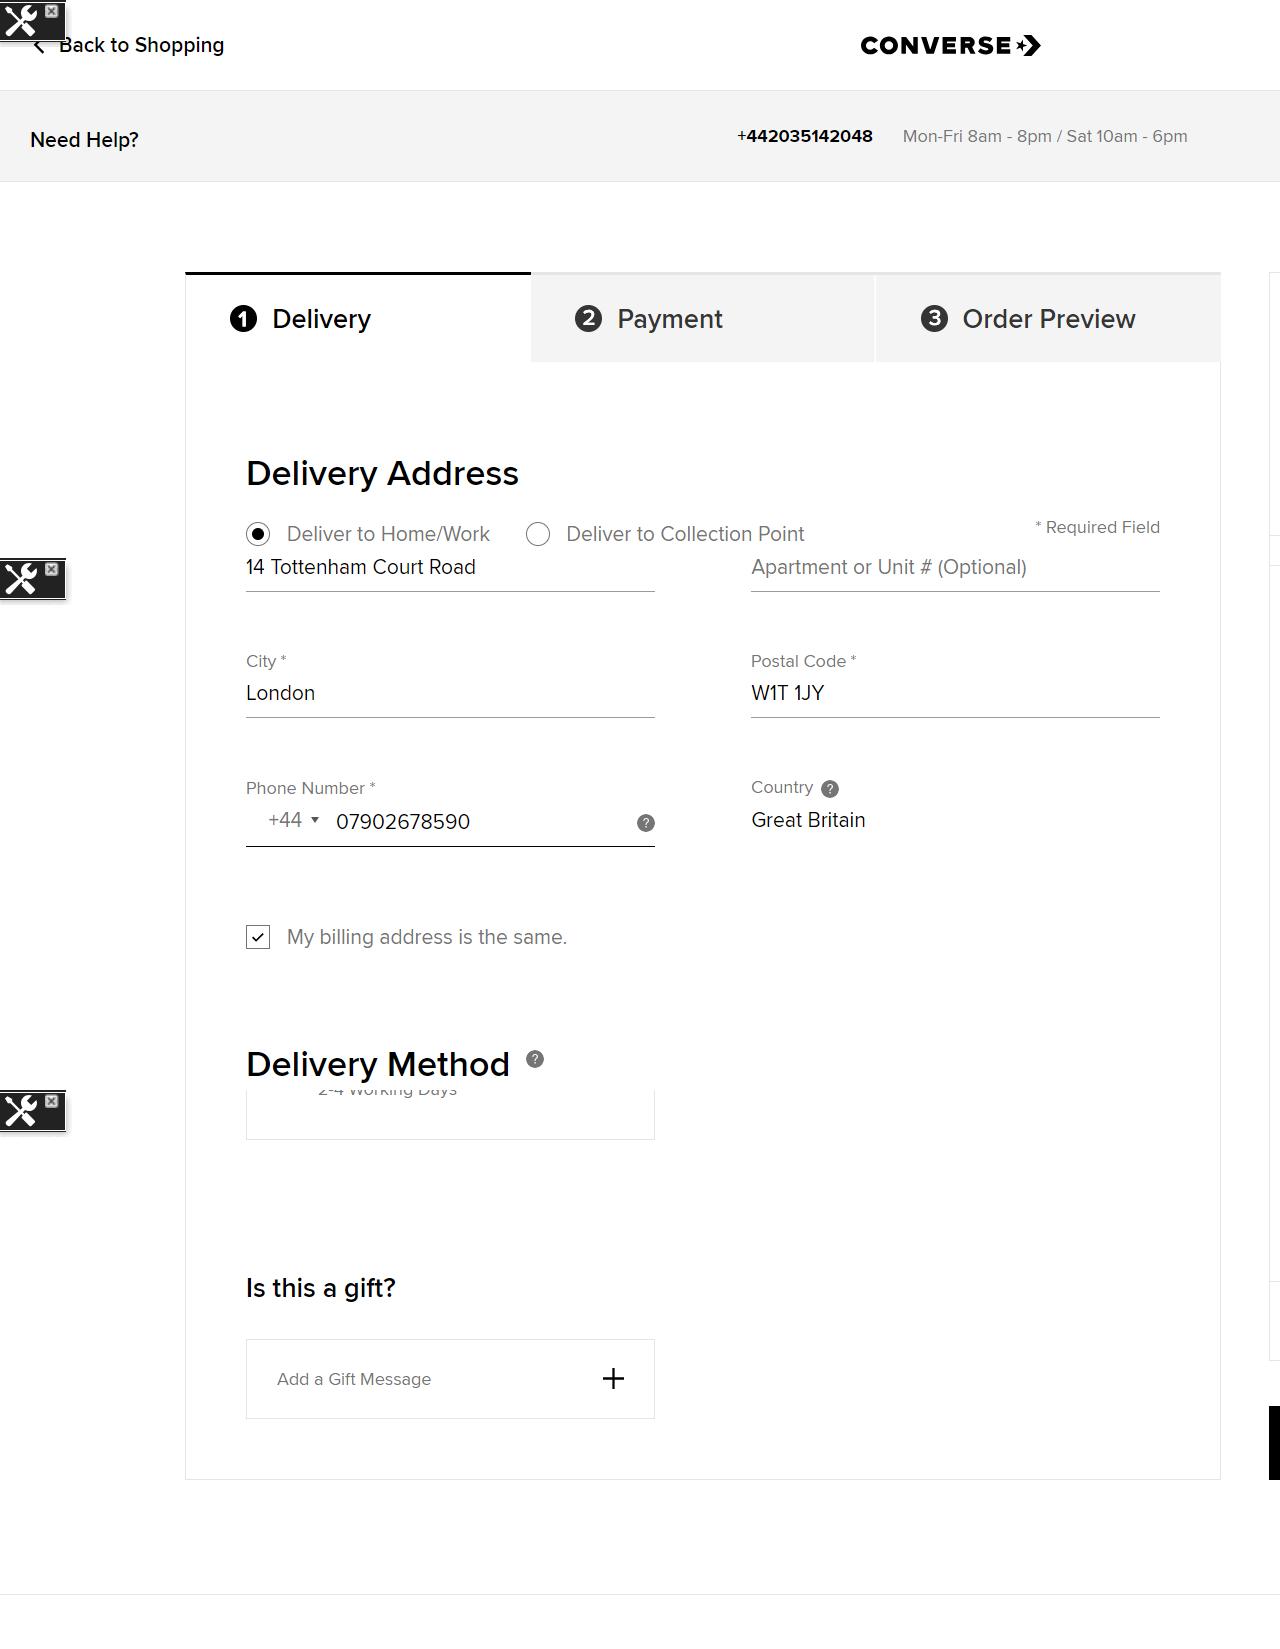 Back to Shopping
CONVERSE
Need Help?
+442035142048 Mon-Fri 8am - 8pm / Sat 10am - 6pm
1 Delivery
2 Payment
3 Order Preview
Delivery Address
Deliver to Home/Work Deliver to Collection Point * Required Field
14 Tottenham Court Road Apartment or Unit # (Optional)
City * Postal Code *
London W1T 1JY
Phone Number * Country ?
+44 07902678590 ? Great Britain
My billing address is the same.
Delivery Method ?
2-4 Working Days
Is this a gift?
Add a Gift Message